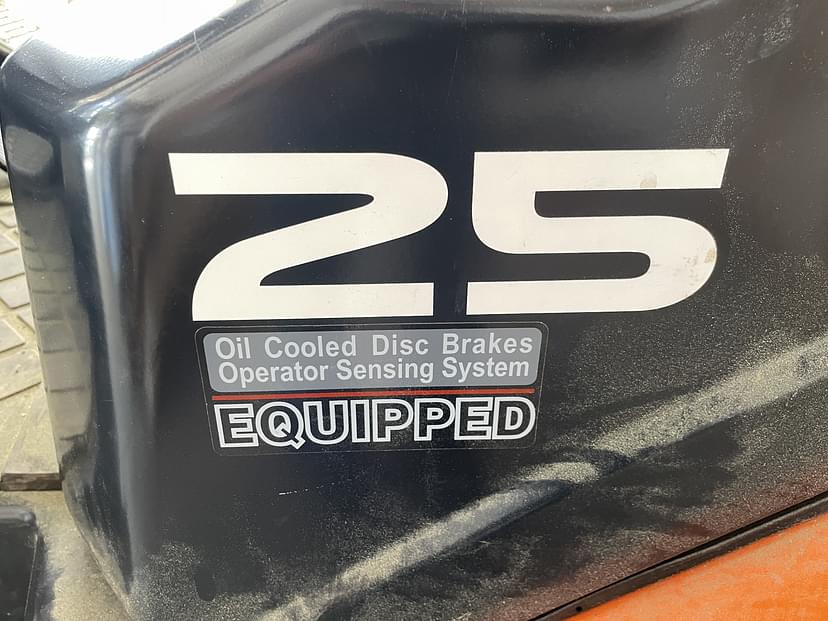 25
Oil Cooled Disc Brakes
Operator Sensing System
EQUIPPED